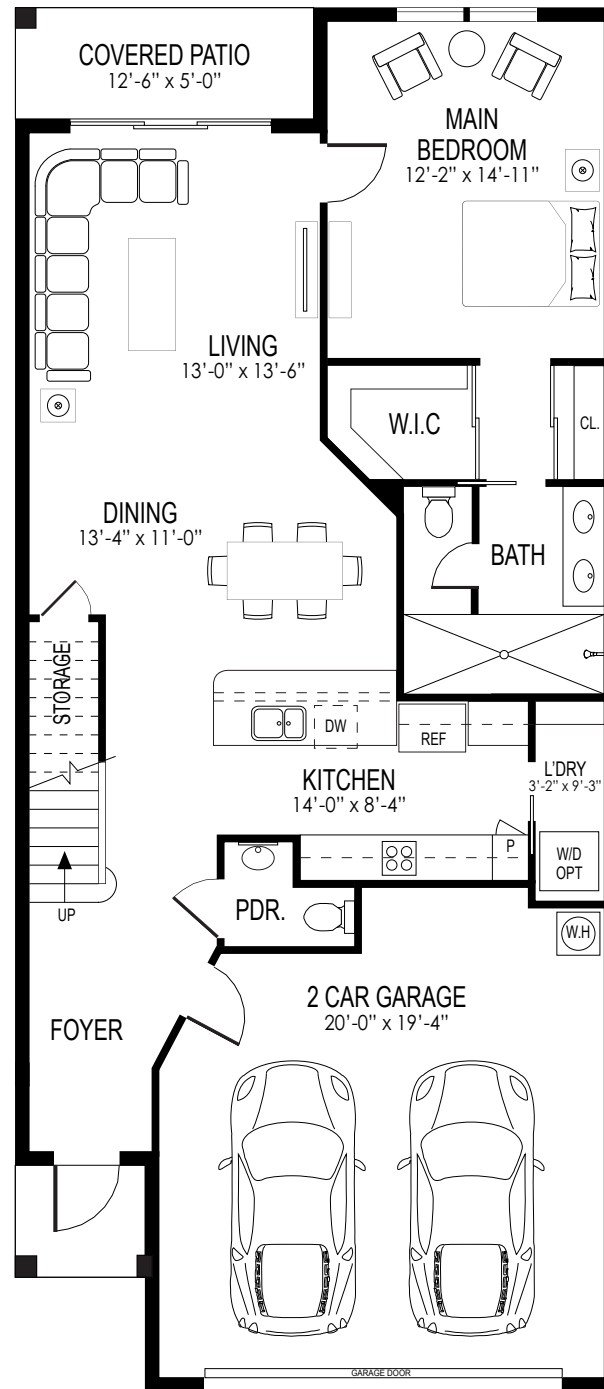 COVERED PATIO
12'-6" x 5'-0"
MAIN
BEDROOM
12'-2" x 14'-11"
LIVING
13'-0" x 13'-6"
W.I.C
CL.
DINING
13'-4" x 11'-0"
BATH
STORAGE
DW
REF
KITCHEN
14'-0" x 8'-4"
L'DRY
3'-2" x 9'-3"
P
W/D
OPT
UP
PDR.
W.H
2 CAR GARAGE
20'-0" x 19'-4"
FOYER
GARAGE DOOR